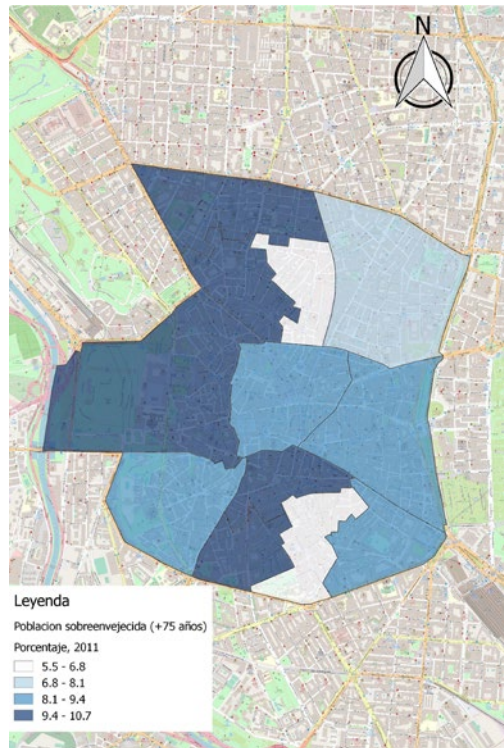 N
Leyenda
Poblacion sobreenvejecida (+75 años)
Porcentaje, 2011
5.5 - 6.8
6.8 - 8.1
8.1 - 9.4
9.4 - 10.7